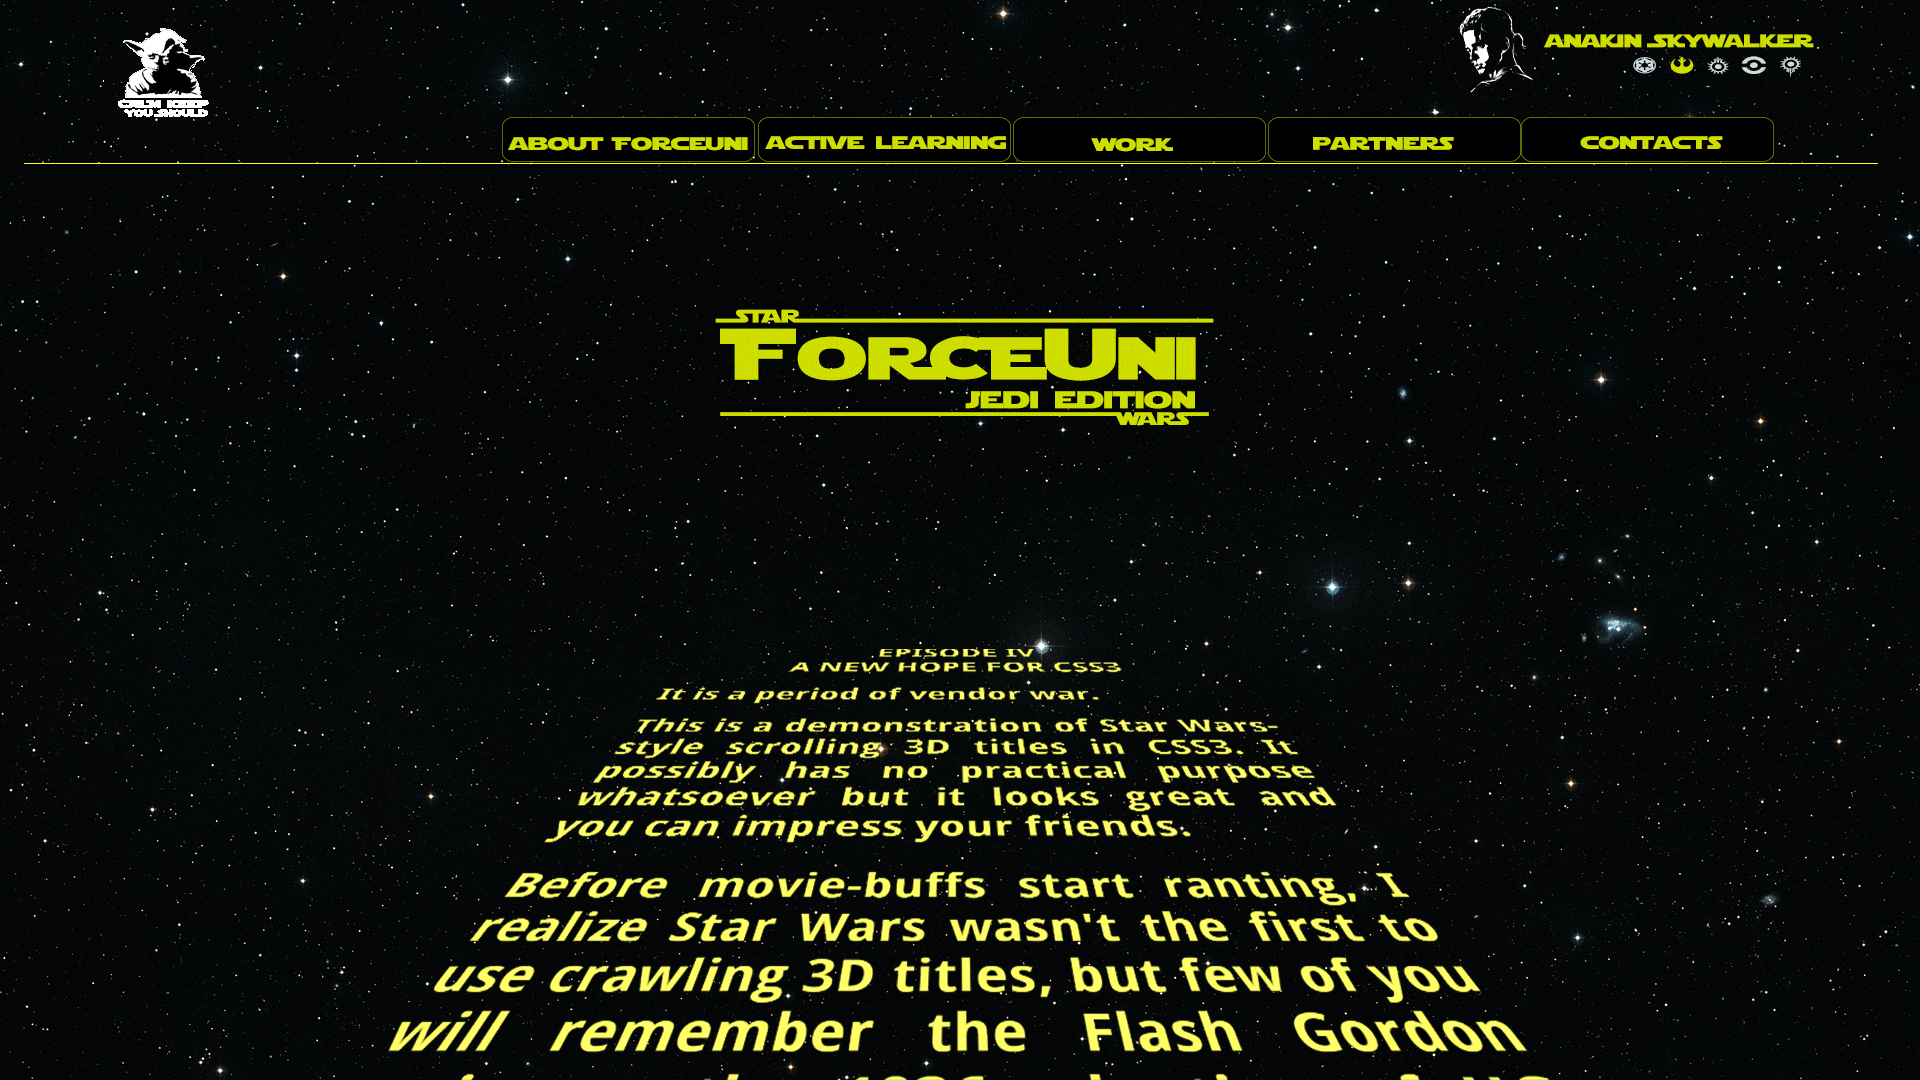 CALM KEEP
YOU SHOULD
ANAKIN SKYWALKER
ABOUT FORCEUNI
ACTIVE LEARNING
WORK
PARTNERS
CONTACTS
STAR
FORCEUNI
JEDI EDITION
WARS
EPISODE IV
A NEW HOPE FOR CSS3
It is a period of vendor war.
This is a demonstration of Star Wars-
style scrolling 3D titles in CSS3. It
possibly has no practical purpose
whatsoever but it looks great and
you can impress your friends.
Before movie-buffs start ranting, I
realize Star Wars wasn't the first to
use crawling 3D titles, but few of you
will remember the Flash Gordon